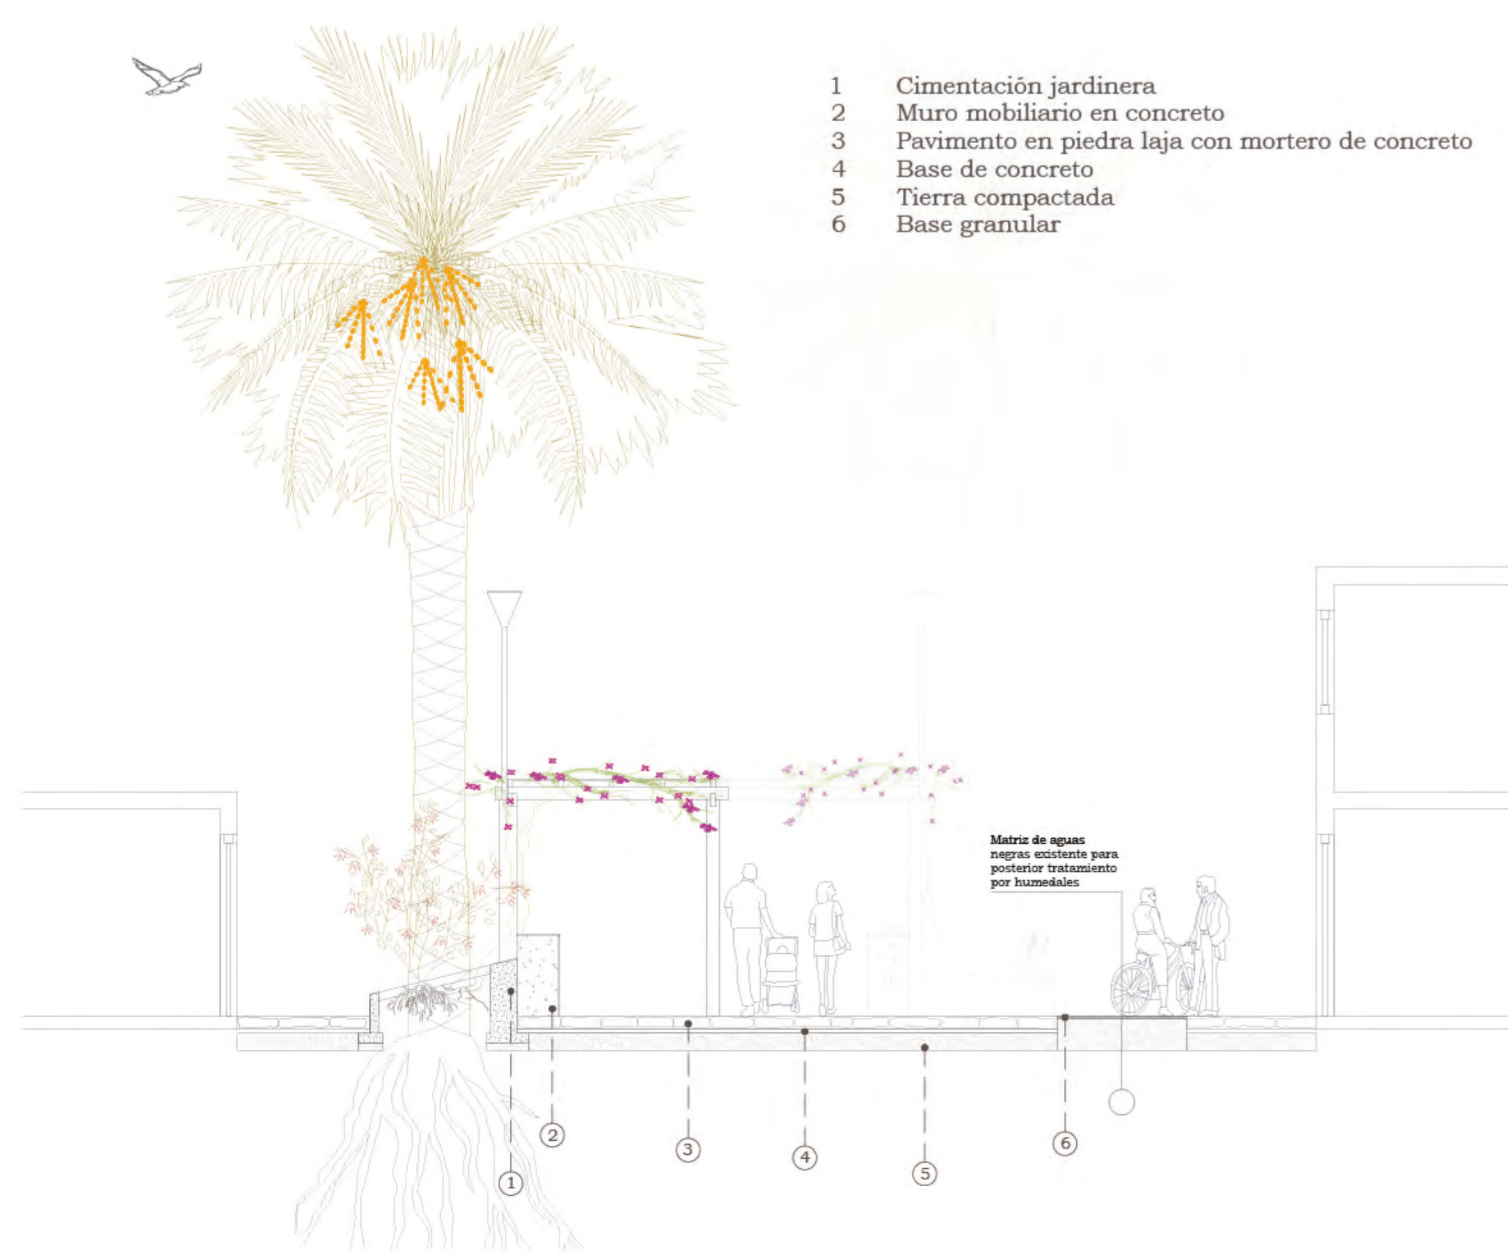 1 Cimentación jardinera
2 Muro mobiliario en concreto
3 Pavimento en piedra laja con mortero de concreto
4 Base de concreto
5 Tierra compactada
6 Base granular
Matriz de aguas
negras existente para
posterior tratamiento
por humedales
1
2
3
4
5
6